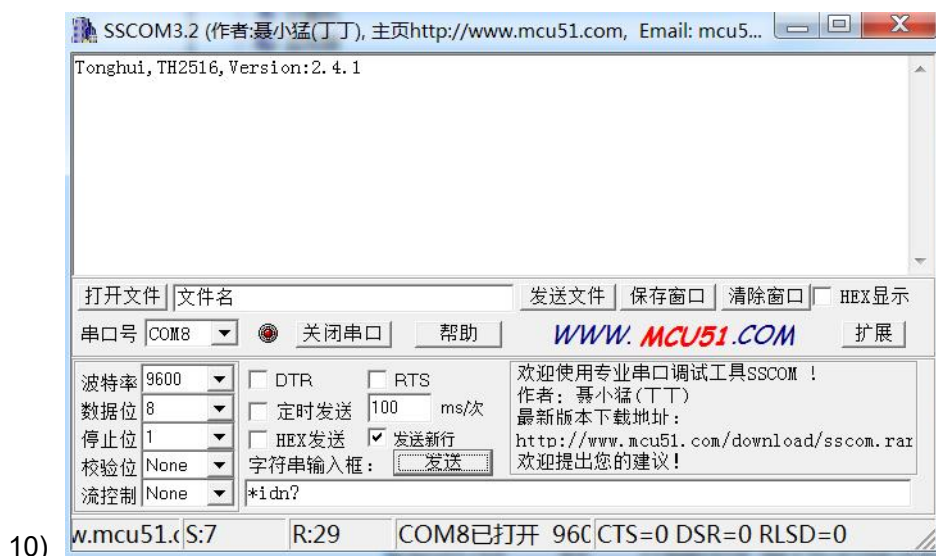 SSCOM3.2 (作者:聂小猛(丁丁), 主页http://www.mcu51.com, Email: mcu5...
Tonghui,TH2516,Version:2.4.1
打开文件 文件名 发送文件 保存窗口 清除窗口 HEX显示
串口号 COM8 关闭串口 帮助 WWW. MCU51.COM 扩展
波特率 9600 DTR RTS
数据位 8 定时发送 100 ms/次
停止位 1 HEX发送 发送新行
校验位 None 字符串输入框: 发送
流控制 None *idn?
欢迎使用专业串口调试工具SSCOM !
作者: 聂小猛(丁丁)
最新版本下载地址:
http://www.mcu51.com/download/sscom.rar
欢迎提出您的建议!
w.mcu51.c S:7 R:29 COM8已打开 960 CTS=0 DSR=0 RLSD=0
10)